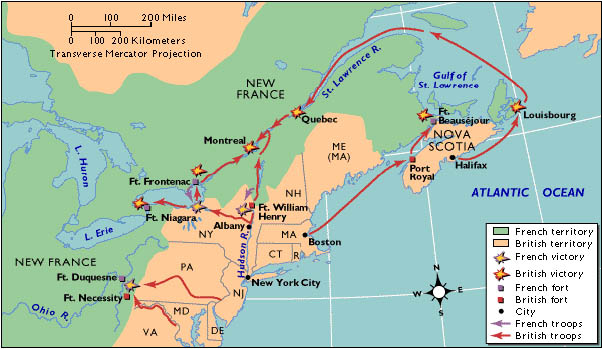 0 100 200 Miles
0 100 200 Kilometers
Transverse Mercator Projection
NEW
FRANCE
St. Lawrence R.
Gulf of
St. Lawrence
Ft.
Beauséjour
Louisbourg
Quebec
NOVA
SCOTIA
Montreal
ME
(MA)
L. Huron
Ft. Frontenac
Port
Royal
Halifax
NH
ATLANTIC OCEAN
Ft. Niagara
Ft. William
Henry
L. Erie
NY
Albany
MA
Boston
Hudson R.
CT
R
NEW FRANCE
Ft. Duquesne
PA
New York City
Ft. Necessity
NJ
Ohio R.
MD
VA
DE
N
W
E
S
French territory
British territory
French victory
British victory
French fort
British fort
City
French troops
British troops